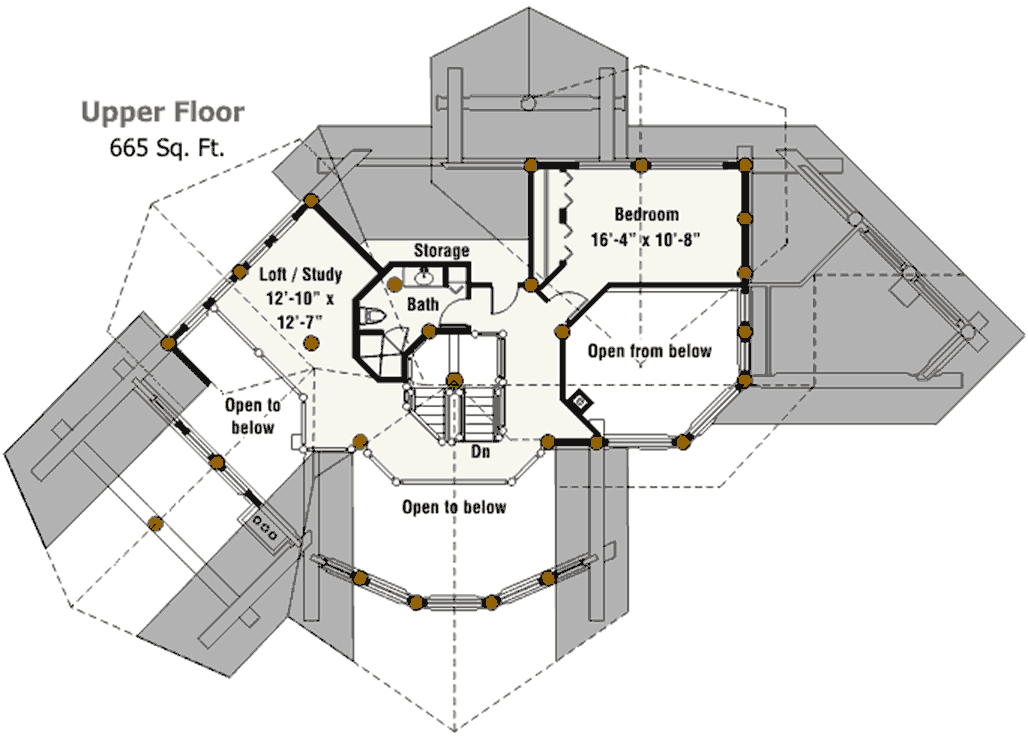 Upper Floor
665 Sq. Ft.
Storage
Bedroom
16'-4" x 10'-8"
Loft / Study
12'-10" x
12'-7"
Bath
Open from below
Open to
below
Dn
Open to below